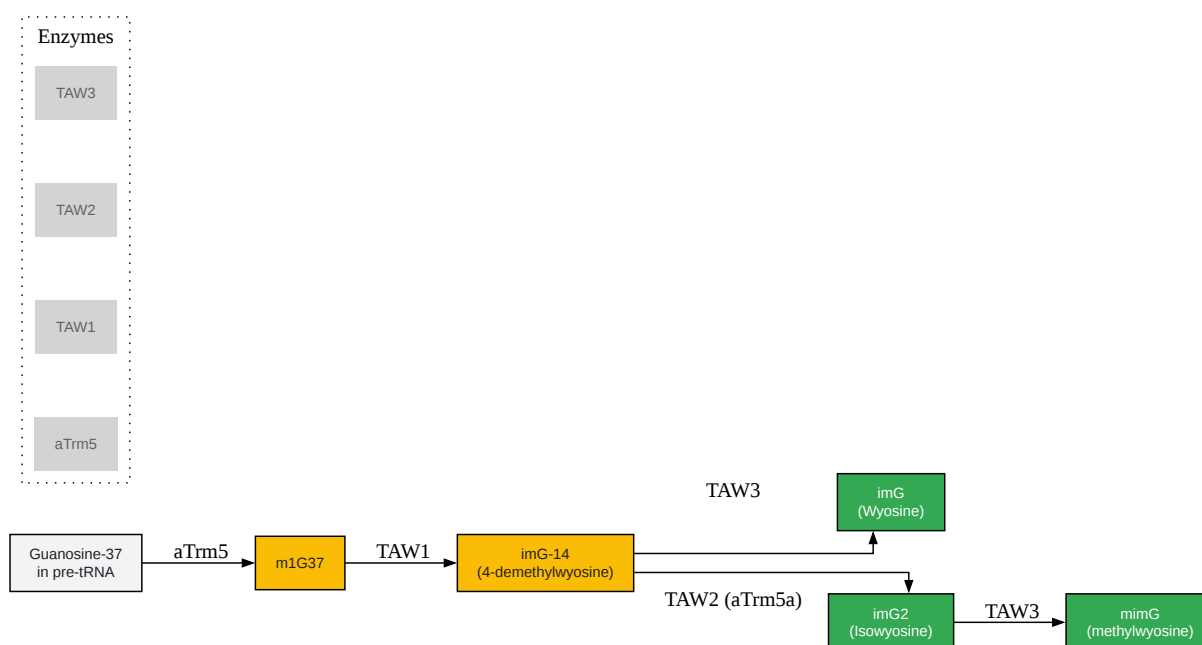 Enzymes
TAW3
TAW2
TAW1
aTrm5
TAW3
imG
(Wyosine)
Guanosine-37
in pre-tRNA
aTrm5
m1G37
TAW1
imG-14
(4-demethylwyosine)
TAW2 (aTrm5a)
imG2
(Isowyosine)
TAW3
mimG
(methylwyosine)